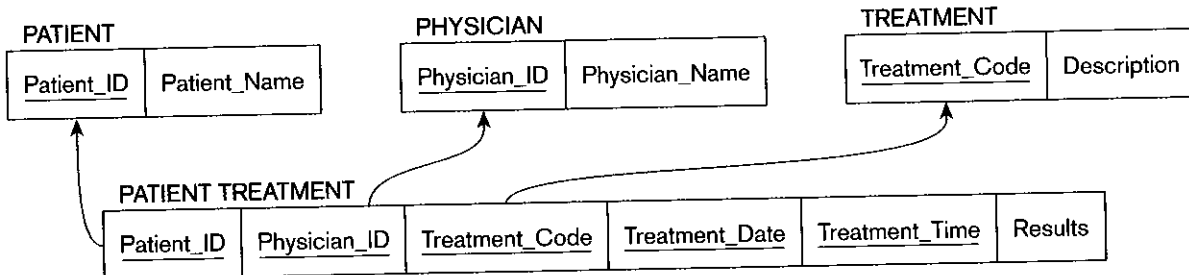 PATIENT
Patient_ID Patient_Name
PHYSICIAN
Physician_ID Physician_Name
TREATMENT
Treatment_Code Description
PATIENT TREATMENT
Patient_ID Physician_ID Treatment_Code Treatment_Date Treatment_Time Results